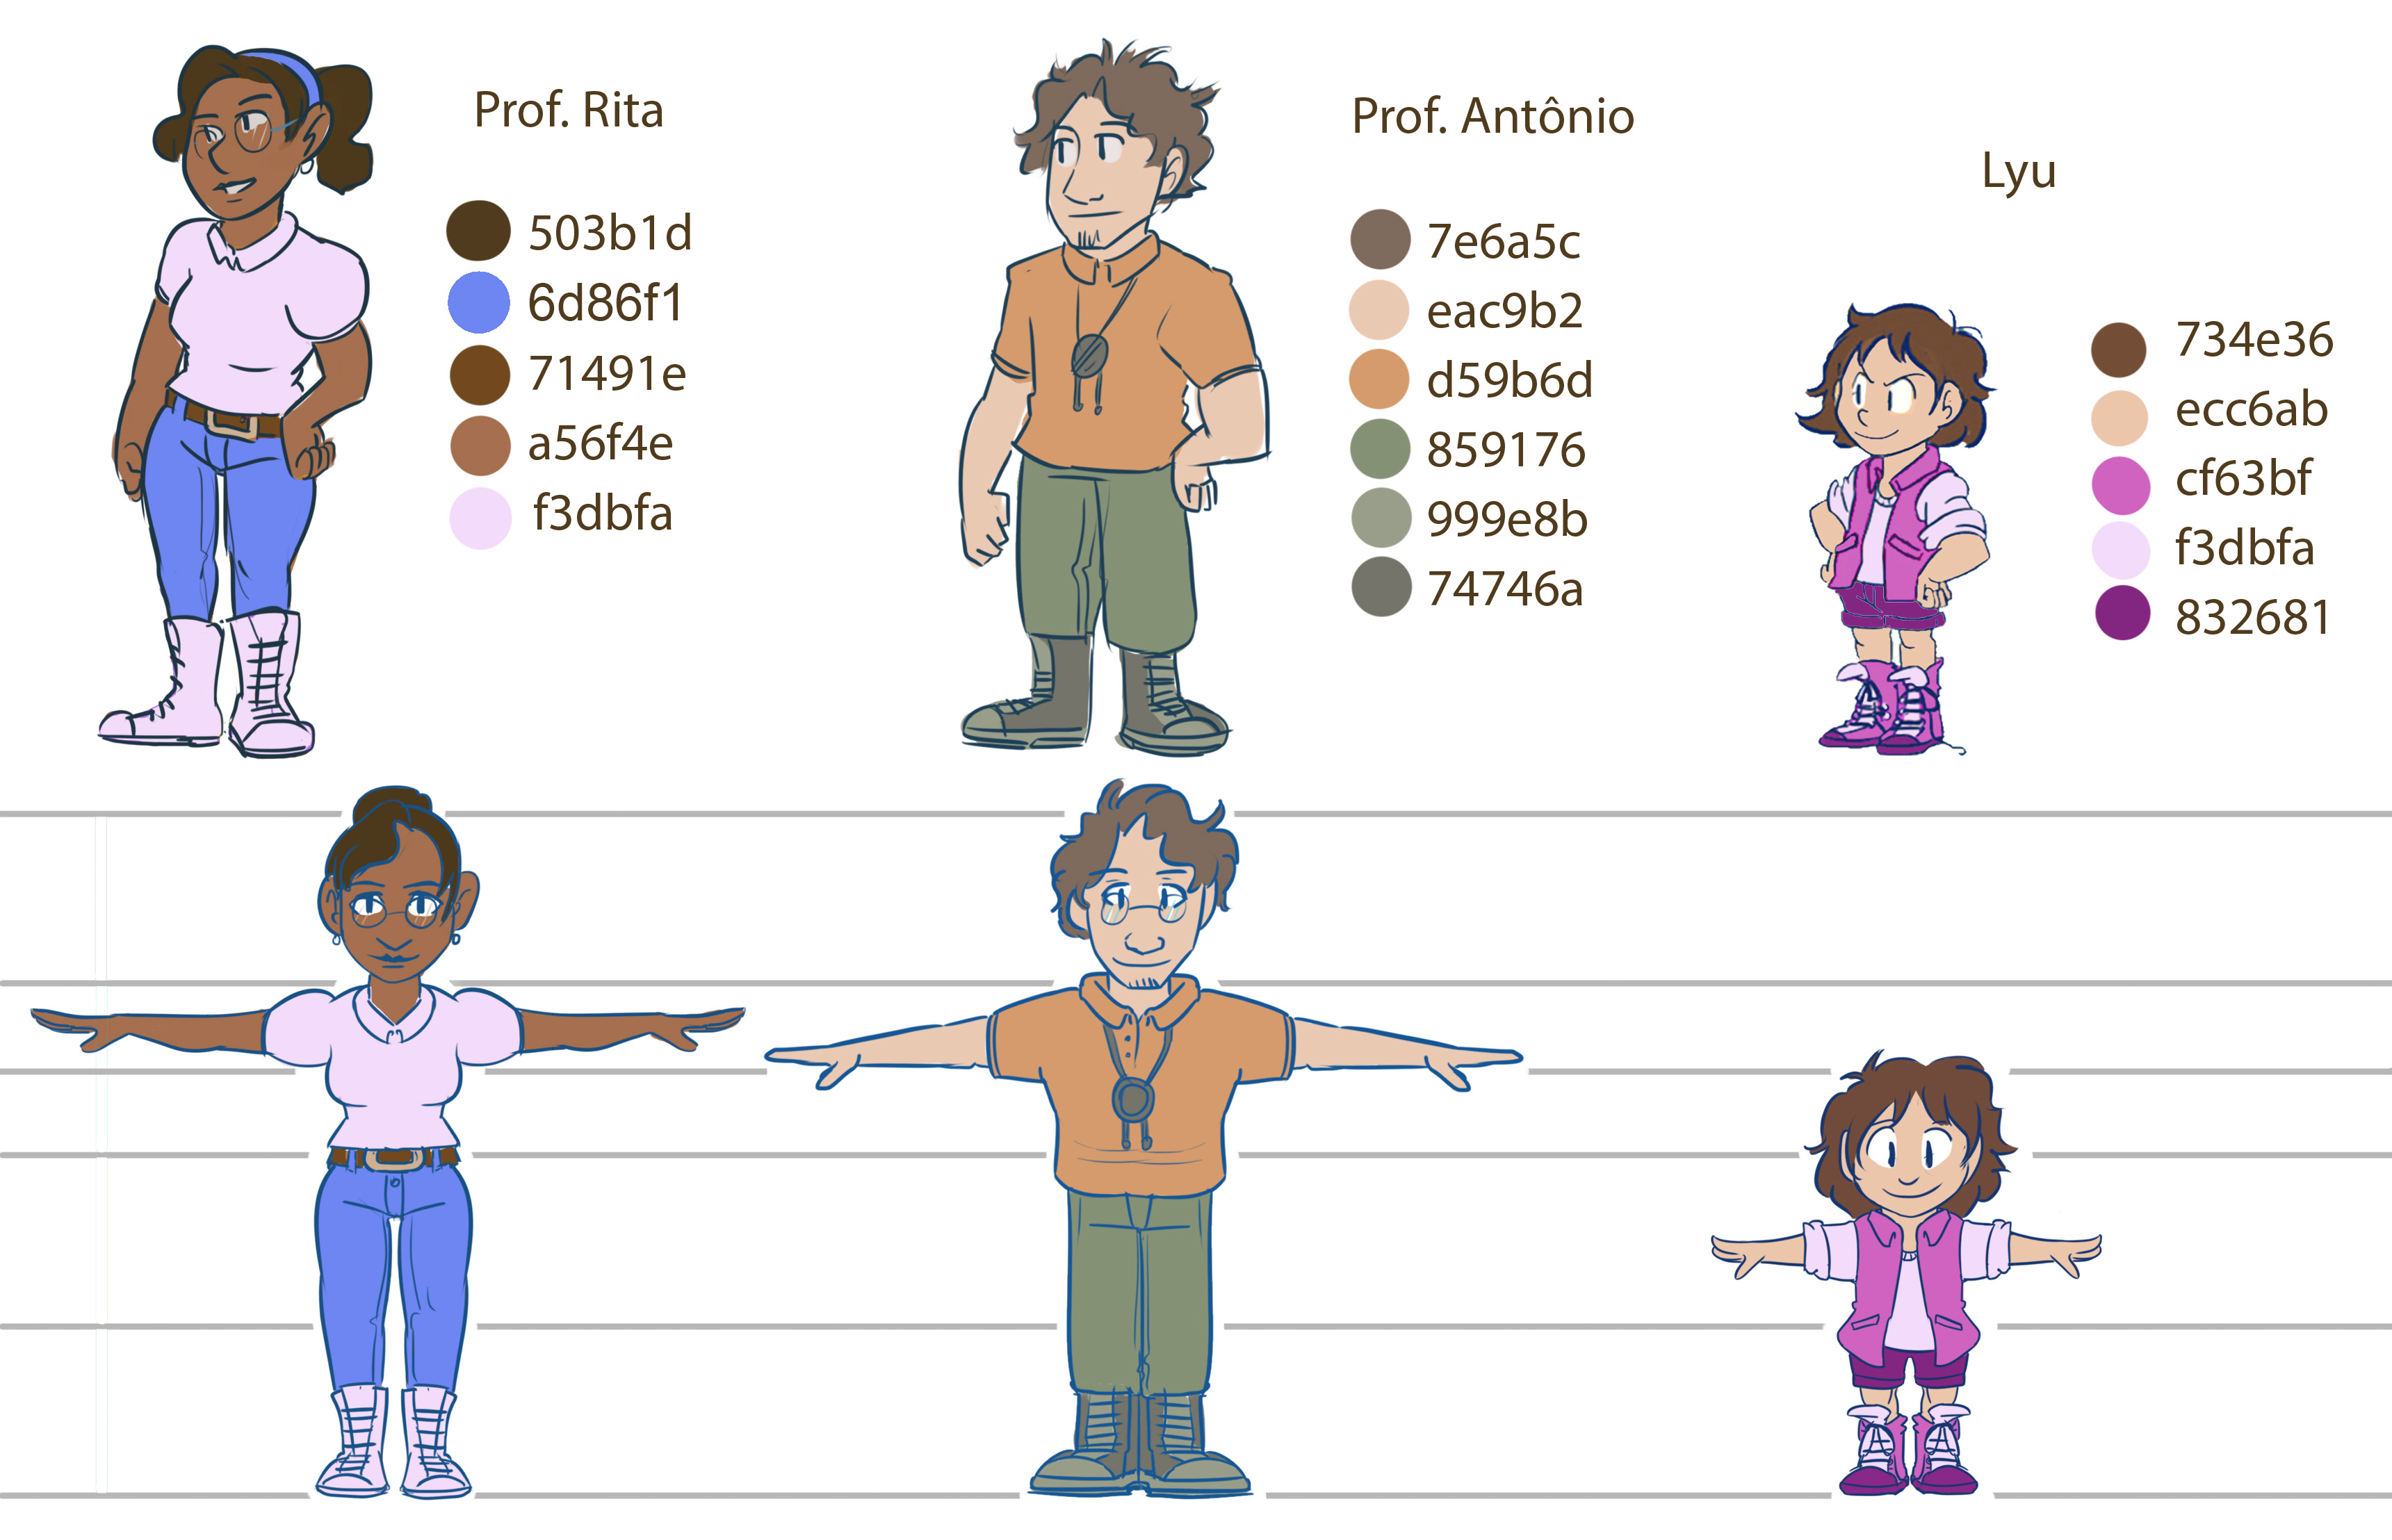 Prof. Rita
503b1d
6d86f1
71491e
a56f4e
f3dbfa
Prof. Antônio
7e6a5c
eac9b2
d59b6d
859176
999e8b
74746a
Lyu
734e36
ecc6ab
cf63bf
f3dbfa
832681